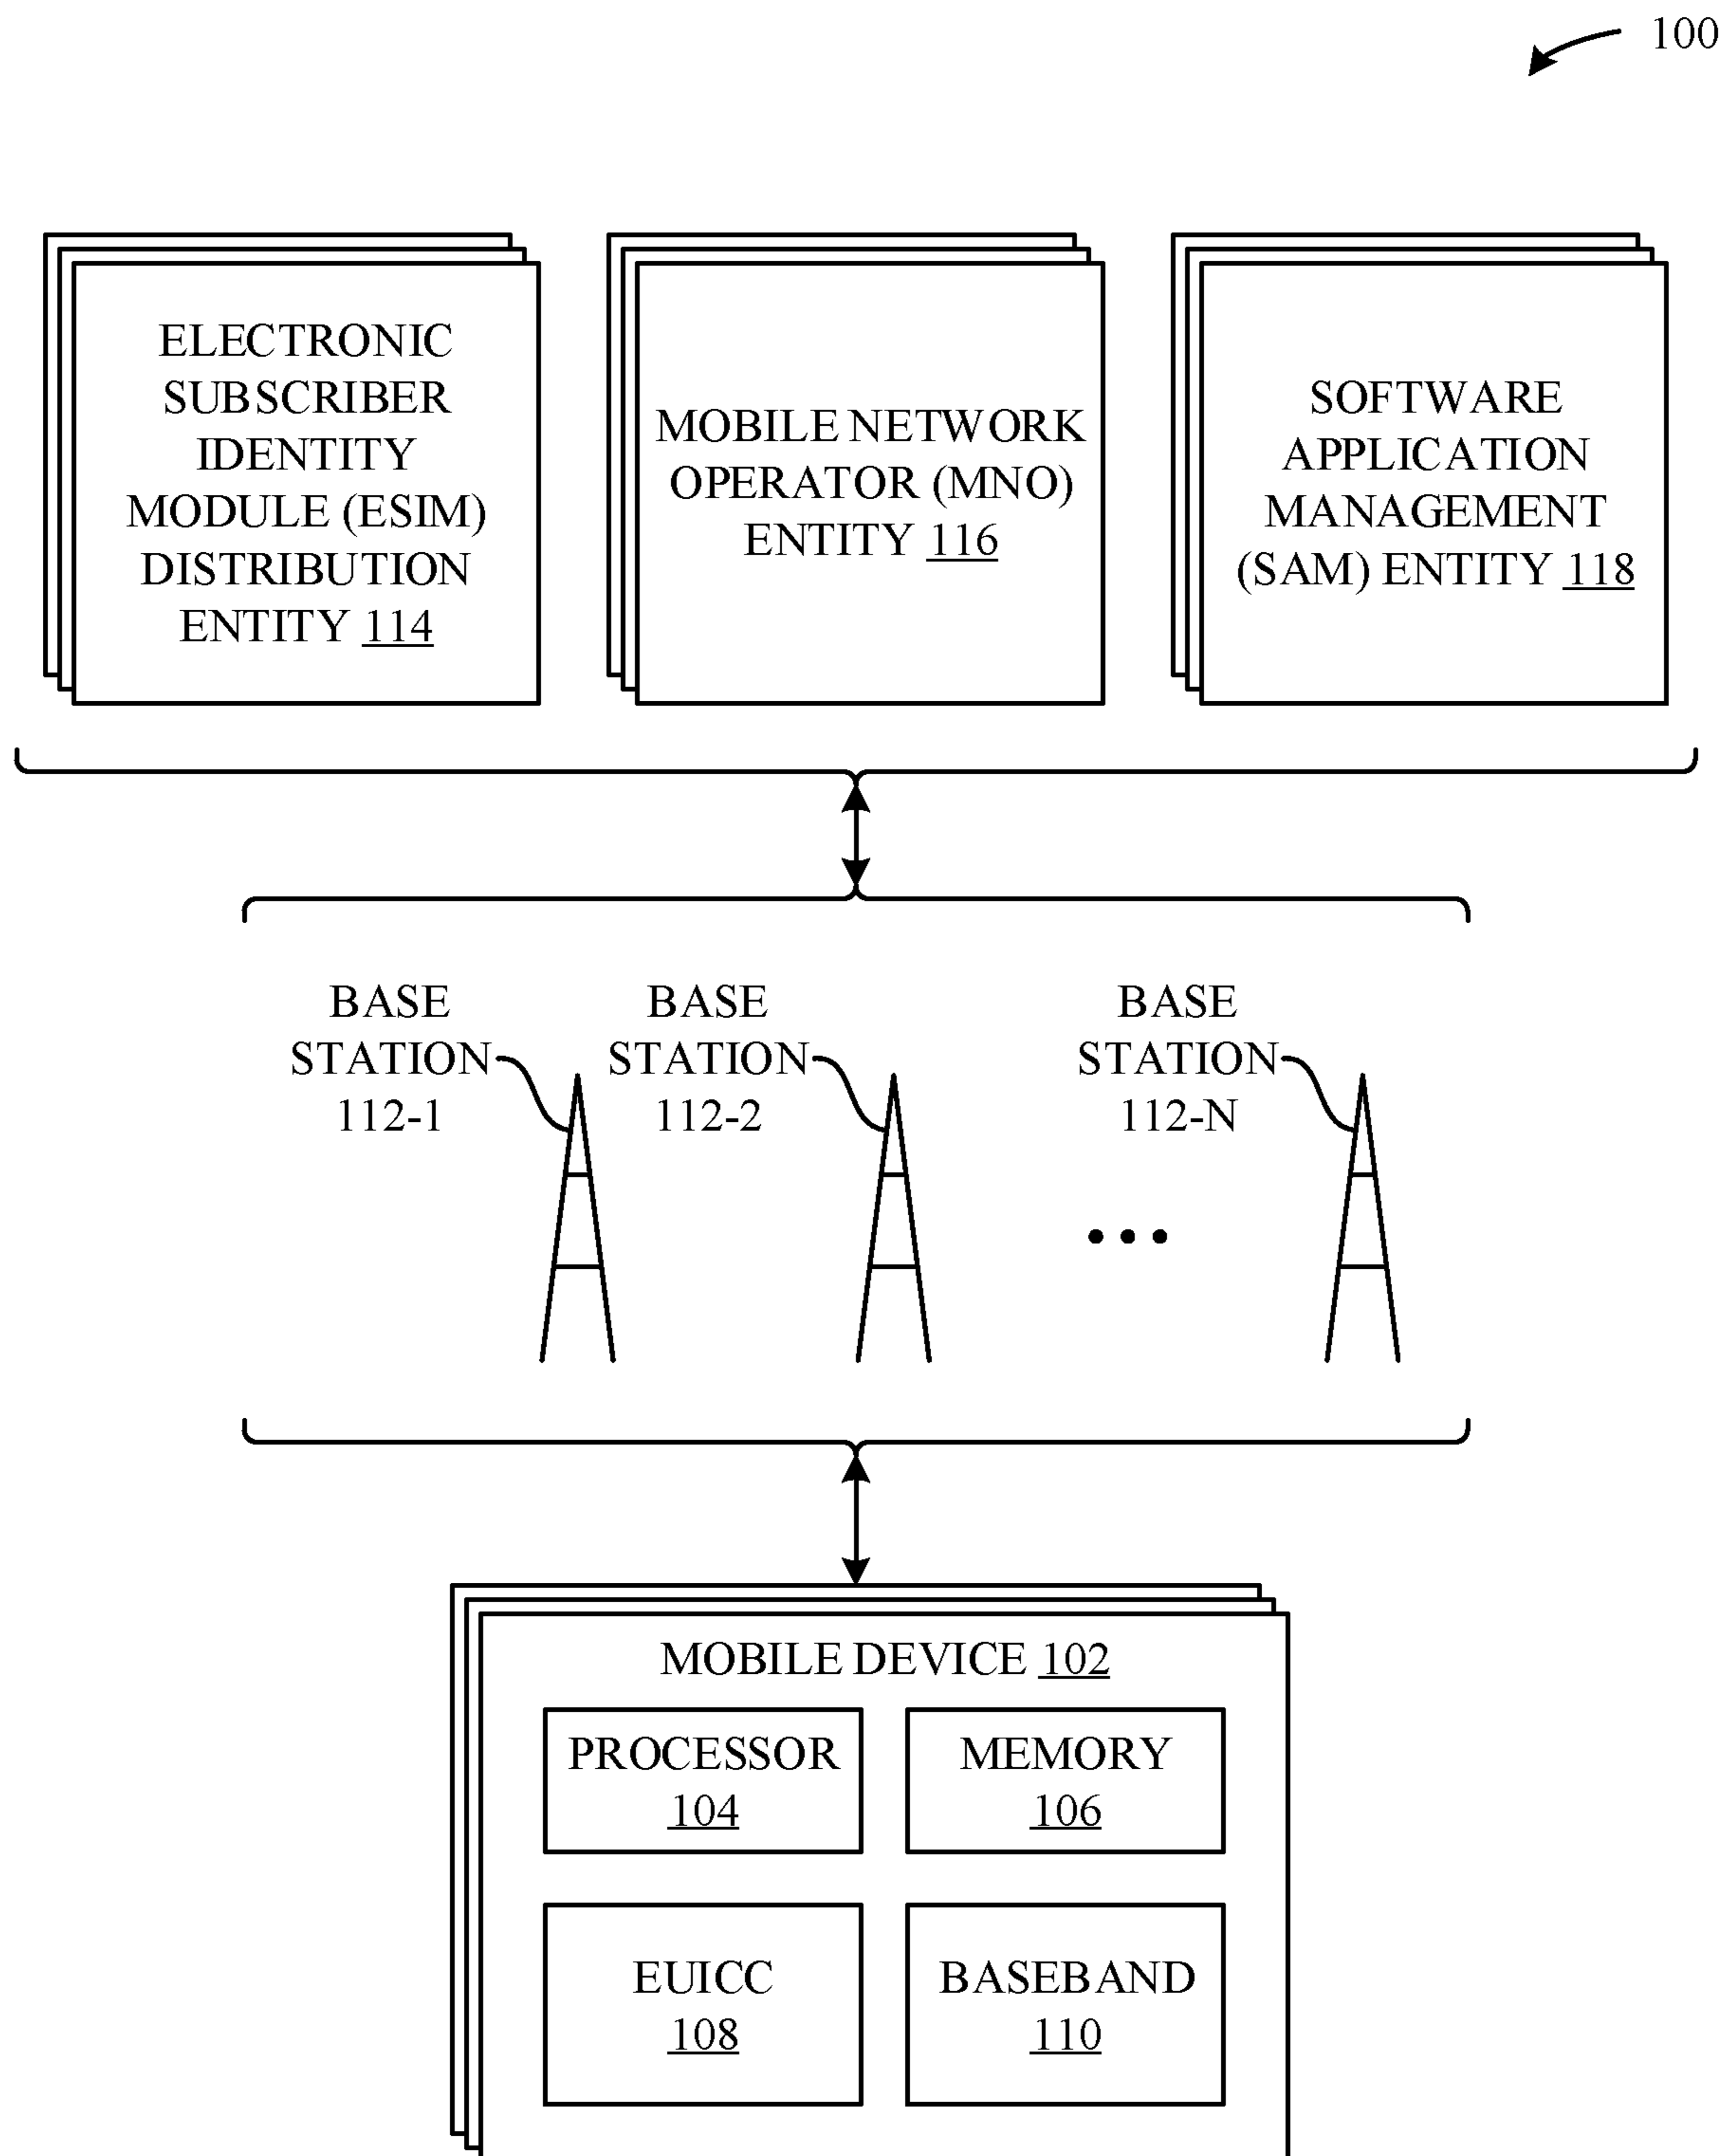 100
ELECTRONIC
SUBSCRIBER
IDENTITY
MODULE (ESIM)
DISTRIBUTION
ENTITY 114
MOBILE NETWORK
OPERATOR (MNO)
ENTITY 116
SOFTWARE
APPLICATION
MANAGEMENT
(SAM) ENTITY 118
BASE
STATION
112-1
BASE
STATION
112-2
BASE
STATION
112-N
MOBILE DEVICE 102
PROCESSOR
104
MEMORY
106
EUICC
108
BASEBAND
110